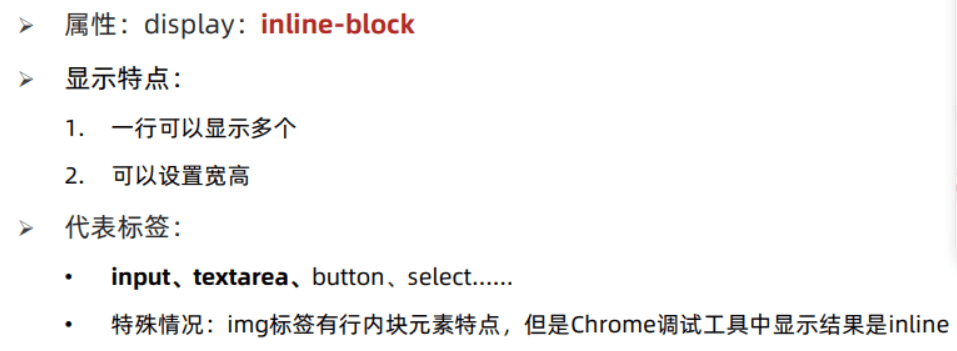 ➢ 属性：display：inline-block
➢ 显示特点：
1. 一行可以显示多个
2. 可以设置宽高
➢ 代表标签：
• input、textarea、button、select......
• 特殊情况：img标签有行内块元素特点，但是Chrome调试工具中显示结果是inline